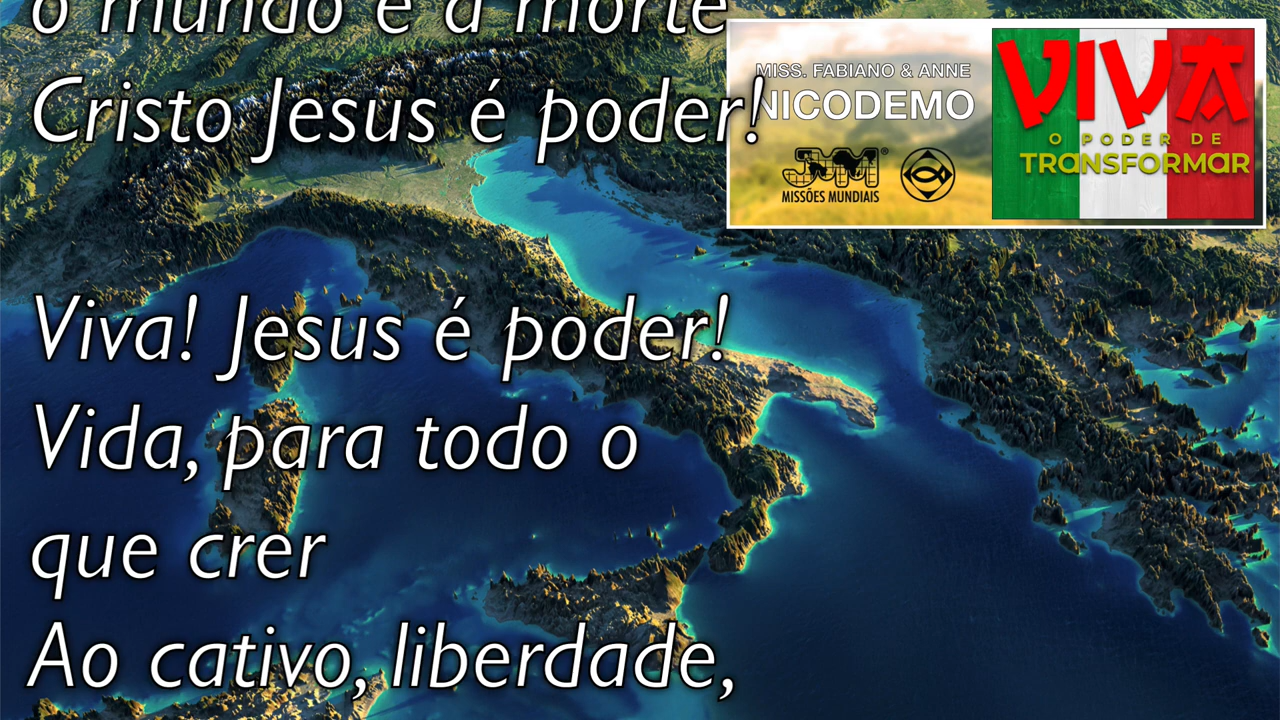 o mundo e a morte
Cristo Jesus é poder!
Viva! Jesus é poder!
Vida, para todo o
que crer
Ao cativo, liberdade,
MISS. FABIANO & ANNE
NICODEMO
JMM®
MISSÕES MUNDIAIS
VIVA
O PODER DE
TRANSFORMAR